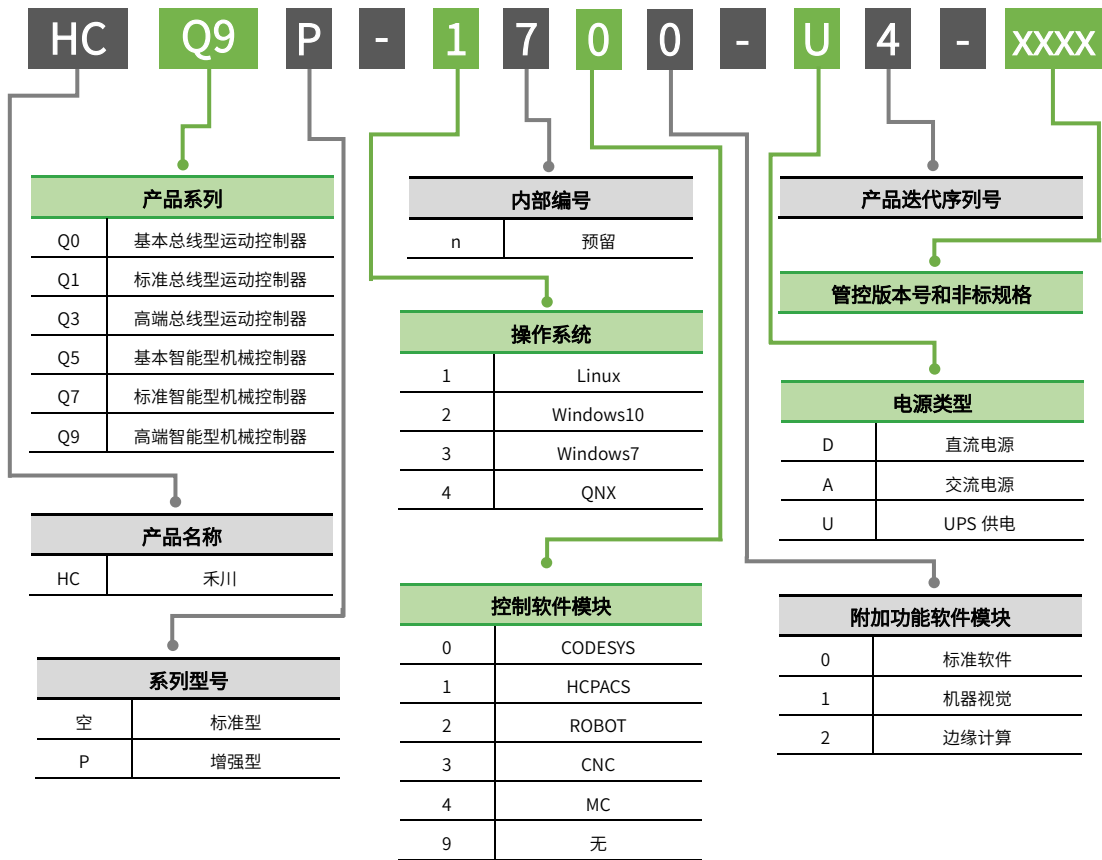 HC Q9 P - 1 7 0 0 - U 4 - xxxx
产品系列
Q0 基本总线型运动控制器
Q1 标准总线型运动控制器
Q3 高端总线型运动控制器
Q5 基本智能型机械控制器
Q7 标准智能型机械控制器
Q9 高端智能型机械控制器
产品名称
HC 禾川
系列型号
空 标准型
P 增强型
内部编号
n 预留
操作系统
1 Linux
2 Windows10
3 Windows7
4 QNX
控制软件模块
0 CODESYS
1 HCPACS
2 ROBOT
3 CNC
4 MC
9 无
产品迭代序列号
管控版本号和非标规格
电源类型
D 直流电源
A 交流电源
U UPS 供电
附加功能软件模块
0 标准软件
1 机器视觉
2 边缘计算